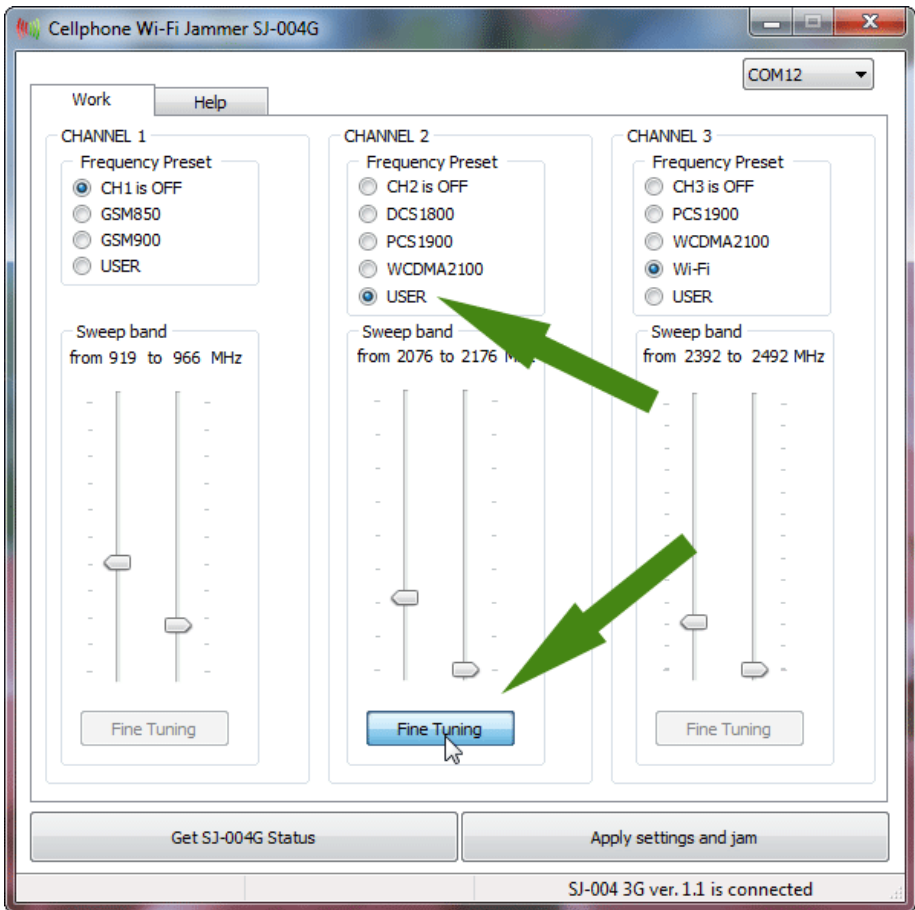 Cellphone Wi-Fi Jammer SJ-004G
COM12
Work Help
CHANNEL 1
Frequency Preset
CH1 is OFF
GSM850
GSM900
USER
Sweep band
from 919 to 966 MHz
Fine Tuning
CHANNEL 2
Frequency Preset
CH2 is OFF
DCS1800
PCS1900
WCDMA2100
USER
Sweep band
from 2076 to 2176
Fine Tuning
CHANNEL 3
Frequency Preset
CH3 is OFF
PCS1900
WCDMA2100
Wi-Fi
USER
Sweep band
from 2392 to 2492 MHz
Fine Tuning
Get SJ-004G Status
Apply settings and jam
SJ-004 3G ver. 1.1 is connected